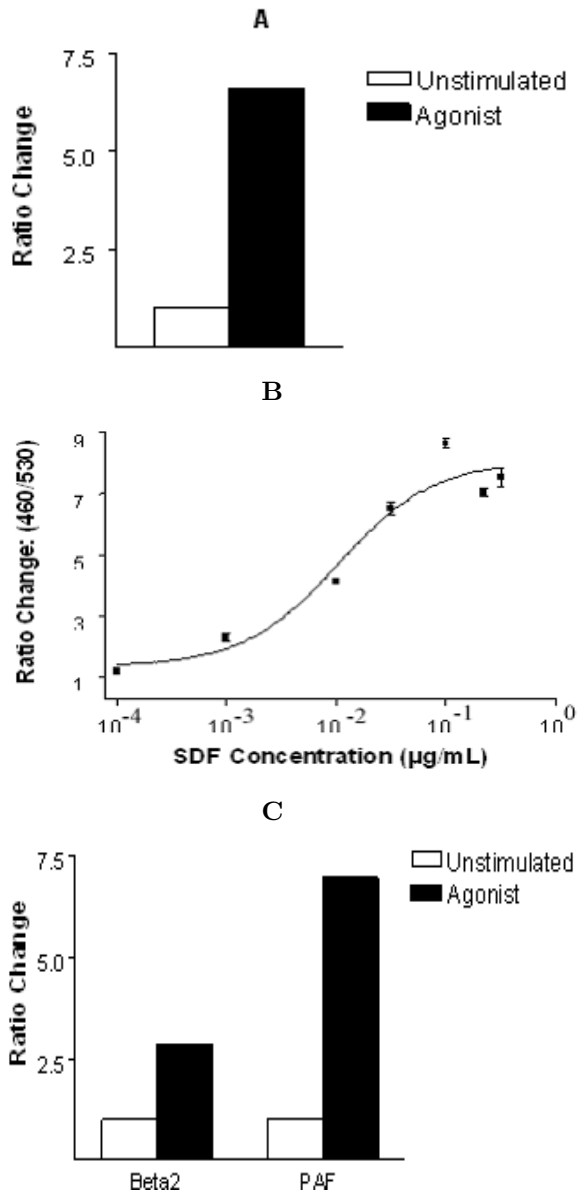 A
7.5
5.0
2.5
Ratio Change
Unstimulated
Agonist
B
9
7
5
3
1
Ratio Change: (460/530)
10-4 10-3 10-2 10-1 100
SDF Concentration (µg/mL)
C
7.5
5.0
2.5
Ratio Change
Unstimulated
Agonist
Beta2 PAF